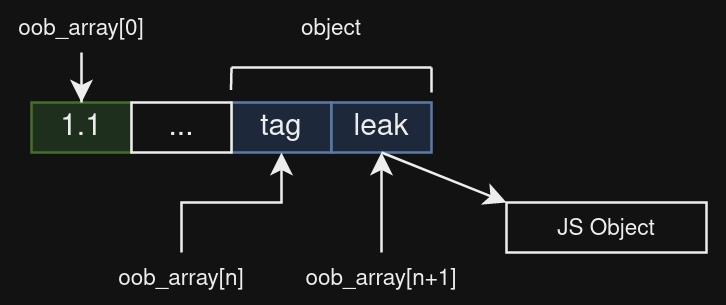 oob_array[0]
object
1.1
...
tag
leak
JS Object
oob_array[n]
oob_array[n+1]